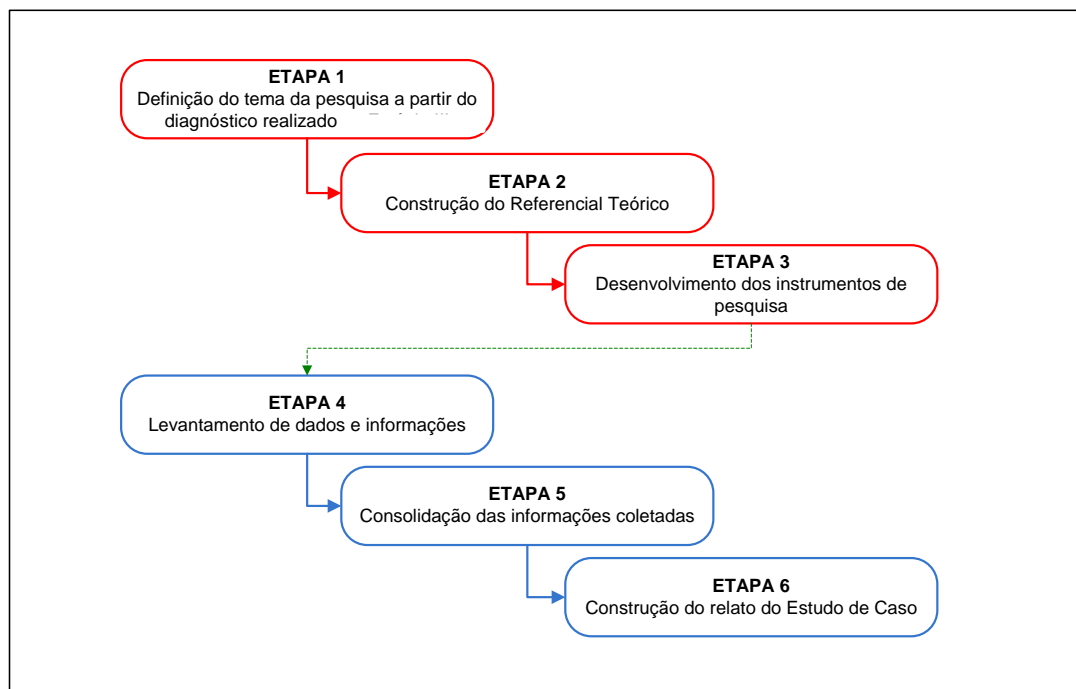 ETAPA 1
Definição do tema da pesquisa a partir do
diagnóstico realizado
ETAPA 2
Construção do Referencial Teórico
ETAPA 3
Desenvolvimento dos instrumentos de
pesquisa
ETAPA 4
Levantamento de dados e informações
ETAPA 5
Consolidação das informações coletadas
ETAPA 6
Construção do relato do Estudo de Caso